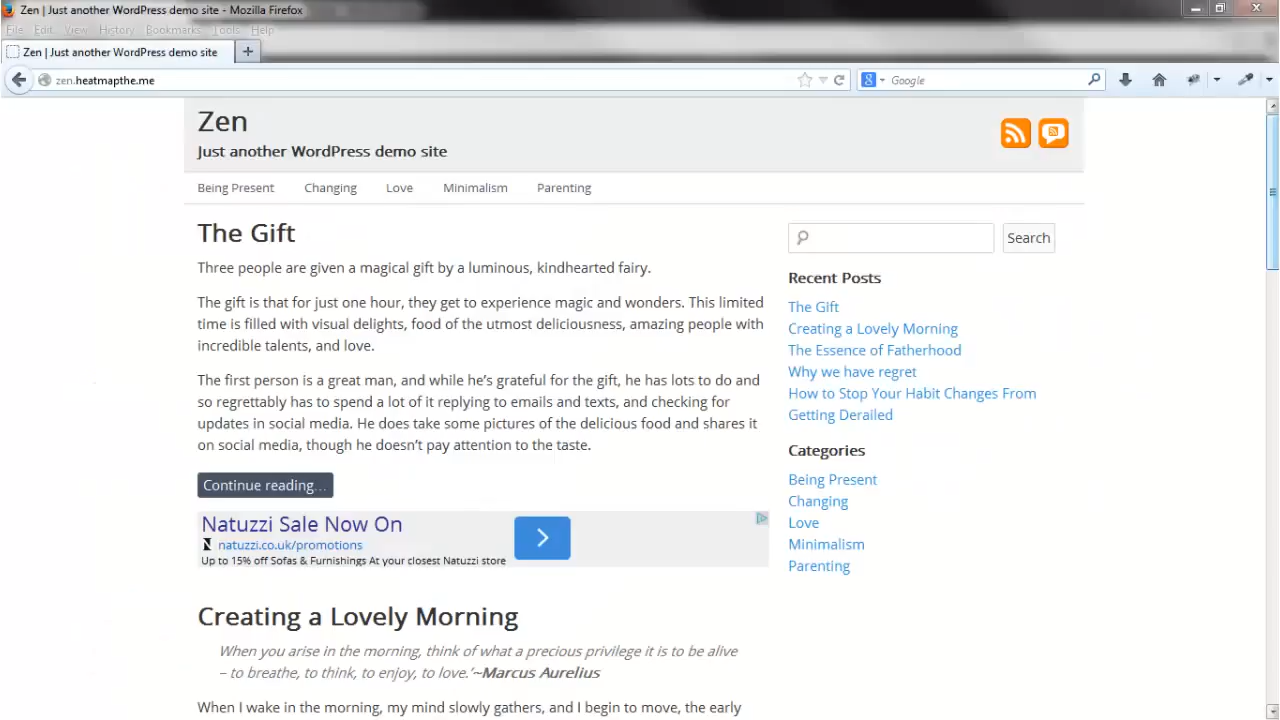 Zen | Just another WordPress demo site - Mozilla Firefox
File Edit View History Bookmarks Tools Help
Zen | Just another WordPress demo site
zen.heatmapthe.me
Google
Zen
Just another WordPress demo site
Being Present Changing Love Minimalism Parenting
The Gift
Three people are given a magical gift by a luminous, kindhearted fairy.
The gift is that for just one hour, they get to experience magic and wonders. This limited
time is filled with visual delights, food of the utmost deliciousness, amazing people with
incredible talents, and love.
The first person is a great man, and while he's grateful for the gift, he has lots to do and
so regrettably has to spend a lot of it replying to emails and texts, and checking for
updates in social media. He does take some pictures of the delicious food and shares it
on social media, though he doesn't pay attention to the taste.
Continue reading...
Natuzzi Sale Now On
natuzzi.co.uk/promotions
Up to 15% off Sofas & Furnishings At your closest Natuzzi store
Creating a Lovely Morning
When you arise in the morning, think of what a precious privilege it is to be alive
– to breathe, to think, to enjoy, to love.'~Marcus Aurelius
When I wake in the morning, my mind slowly gathers, and I begin to move, the early
Search
Recent Posts
The Gift
Creating a Lovely Morning
The Essence of Fatherhood
Why we have regret
How to Stop Your Habit Changes From
Getting Derailed
Categories
Being Present
Changing
Love
Minimalism
Parenting